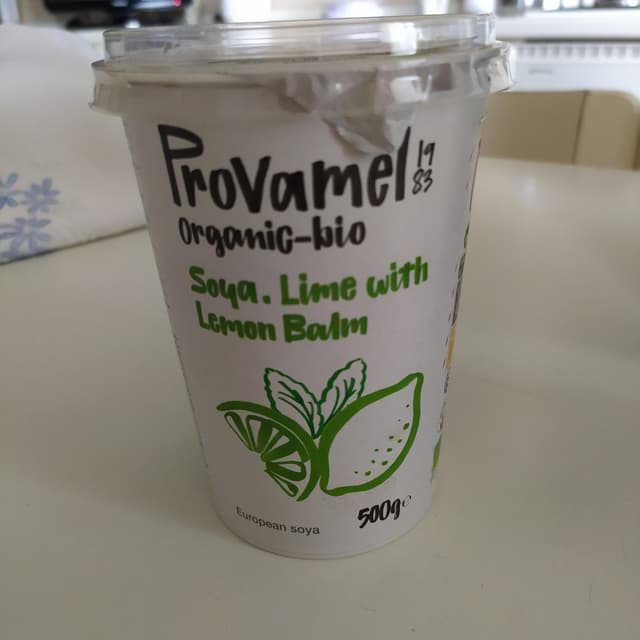 Provamel 19
83
Organic-bio
Soya. Lime with
Lemon Balm
European soya
500g e